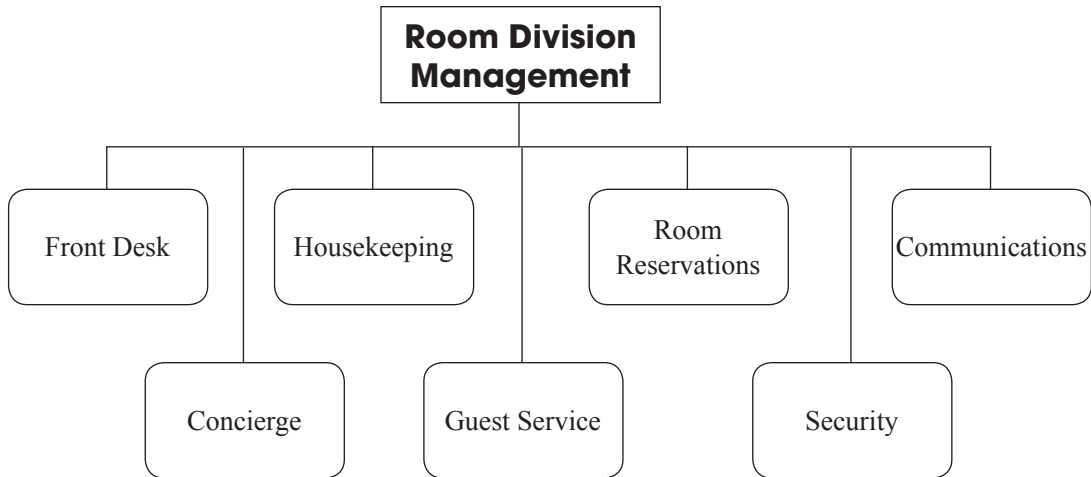 Room Division
Management
Front Desk
Housekeeping
Room
Reservations
Communications
Concierge
Guest Service
Security